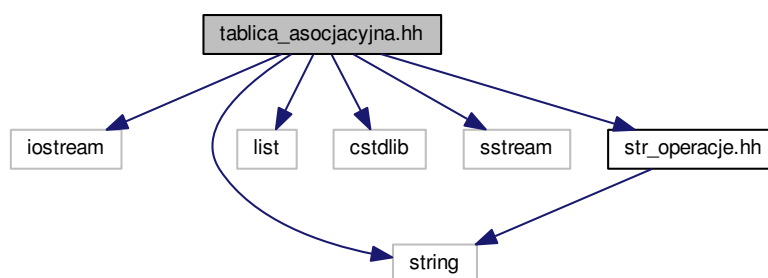 tablica_asocjacyjna.hh
iostream
list
cstdlib
sstream
str_operacje.hh
string